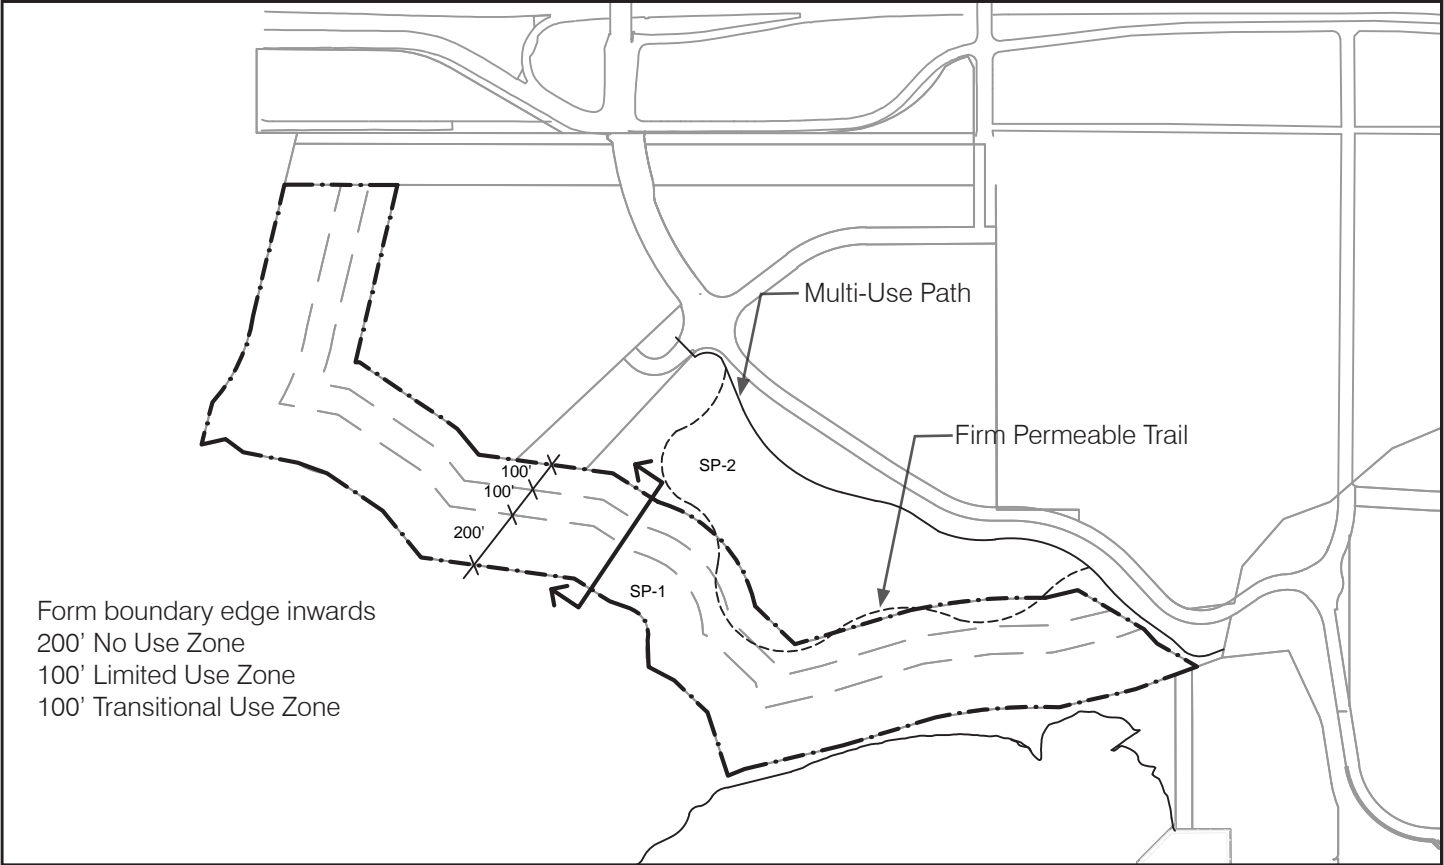 Multi-Use Path
Firm Permeable Trail
SP-2
100'
100'
200'
SP-1
Form boundary edge inwards
200’ No Use Zone
100’ Limited Use Zone
100’ Transitional Use Zone